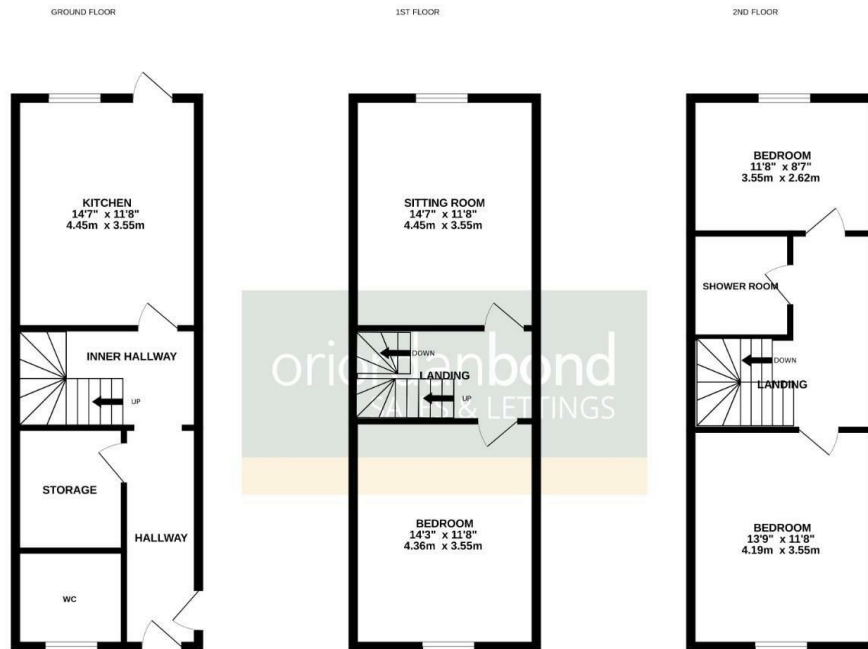 GROUND FLOOR
KITCHEN
14'7" x 11'8"
4.45m x 3.55m
INNER HALLWAY
UP
STORAGE
HALLWAY
WC
1ST FLOOR
SITTING ROOM
14'7" x 11'8"
4.45m x 3.55m
DOWN
LANDING
UP
BEDROOM
14'3" x 11'8"
4.36m x 3.55m
2ND FLOOR
BEDROOM
11'8" x 8'7"
3.55m x 2.62m
SHOWER ROOM
DOWN
LANDING
BEDROOM
13'9" x 11'8"
4.19m x 3.55m
oriordanbond
SALES & LETTINGS